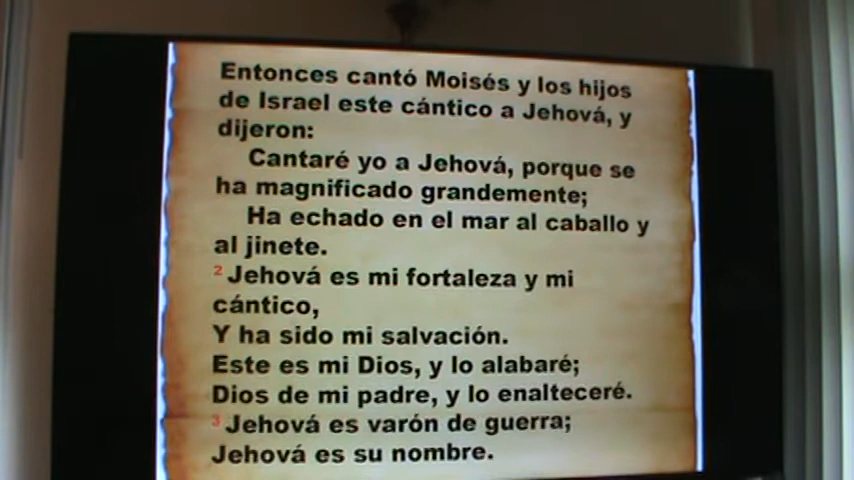 Entonces cantó Moisés y los hijos
de Israel este cántico a Jehová, y
dijeron:
Cantaré yo a Jehová, porque se
ha magnificado grandemente;
Ha echado en el mar al caballo y
al jinete.
2 Jehová es mi fortaleza y mi
cántico,
Y ha sido mi salvación.
Este es mi Dios, y lo alabaré;
Dios de mi padre, y lo enalteceré.
3 Jehová es varón de guerra;
Jehová es su nombre.